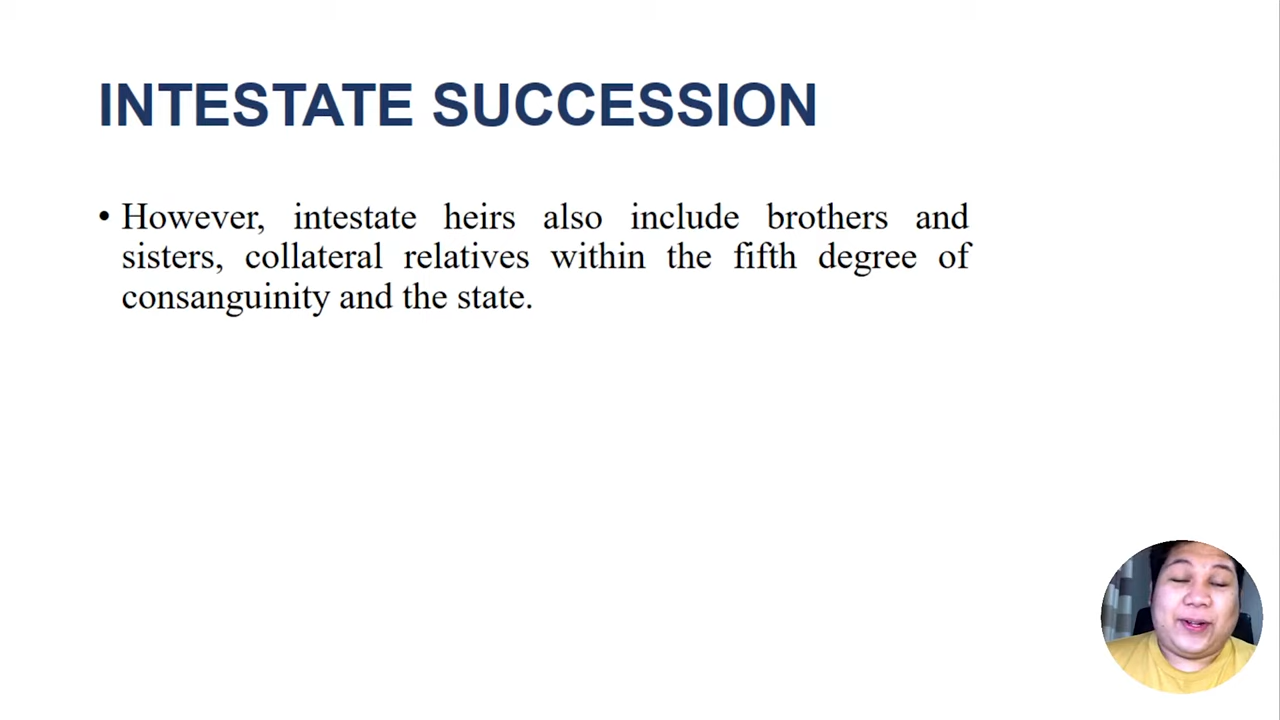 INTESTATE SUCCESSION
• However, intestate heirs also include brothers and
sisters, collateral relatives within the fifth degree of
consanguinity and the state.